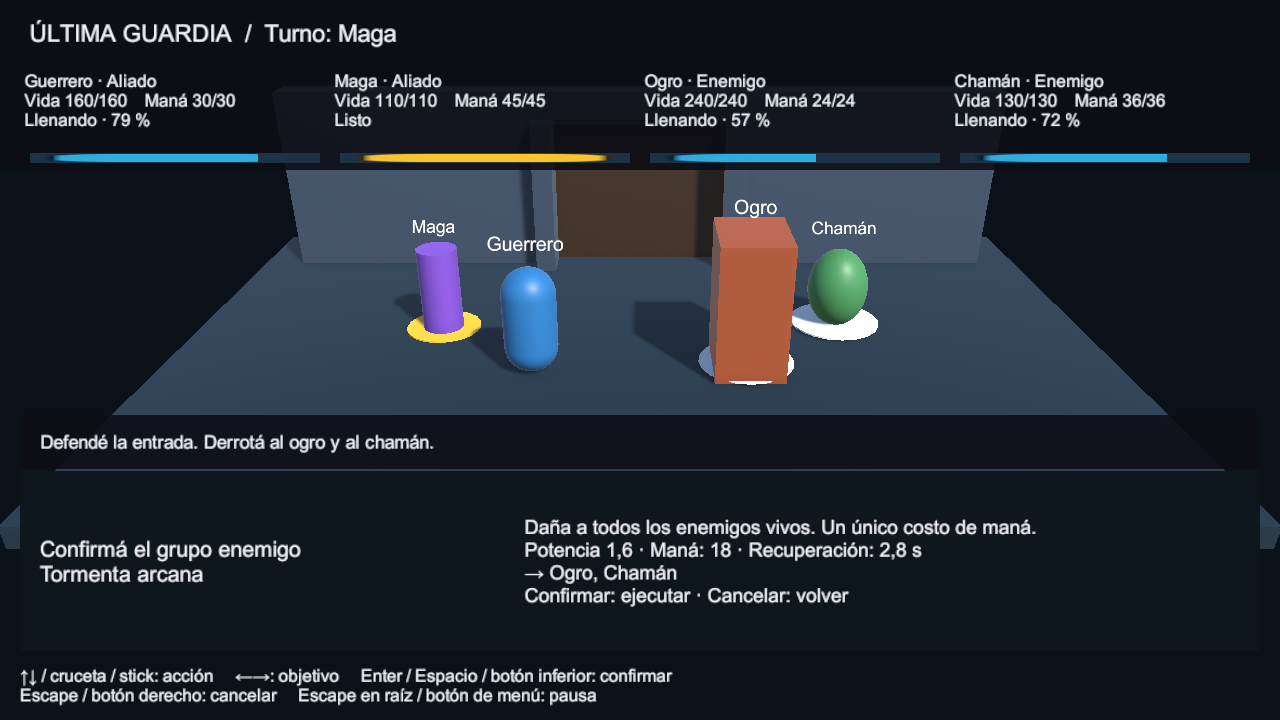 ÚLTIMA GUARDIA / Turno: Maga
Guerrero · Aliado
Vida 160/160 Maná 30/30
Llenando · 79 %
Maga · Aliado
Vida 110/110 Maná 45/45
Listo
Ogro · Enemigo
Vida 240/240 Maná 24/24
Llenando · 57 %
Chamán · Enemigo
Vida 130/130 Maná 36/36
Llenando · 72 %
Maga
Guerrero
Ogro
Chamán
Defendé la entrada. Derrotá al ogro y al chamán.
Confirmá el grupo enemigo
Tormenta arcana
Daña a todos los enemigos vivos. Un único costo de maná.
Potencia 1,6 · Maná: 18 · Recuperación: 2,8 s
→ Ogro, Chamán
Confirmar: ejecutar · Cancelar: volver
↑↓ / cruceta / stick: acción ←→: objetivo Enter / Espacio / botón inferior: confirmar
Escape / botón derecho: cancelar Escape en raíz / botón de menú: pausa